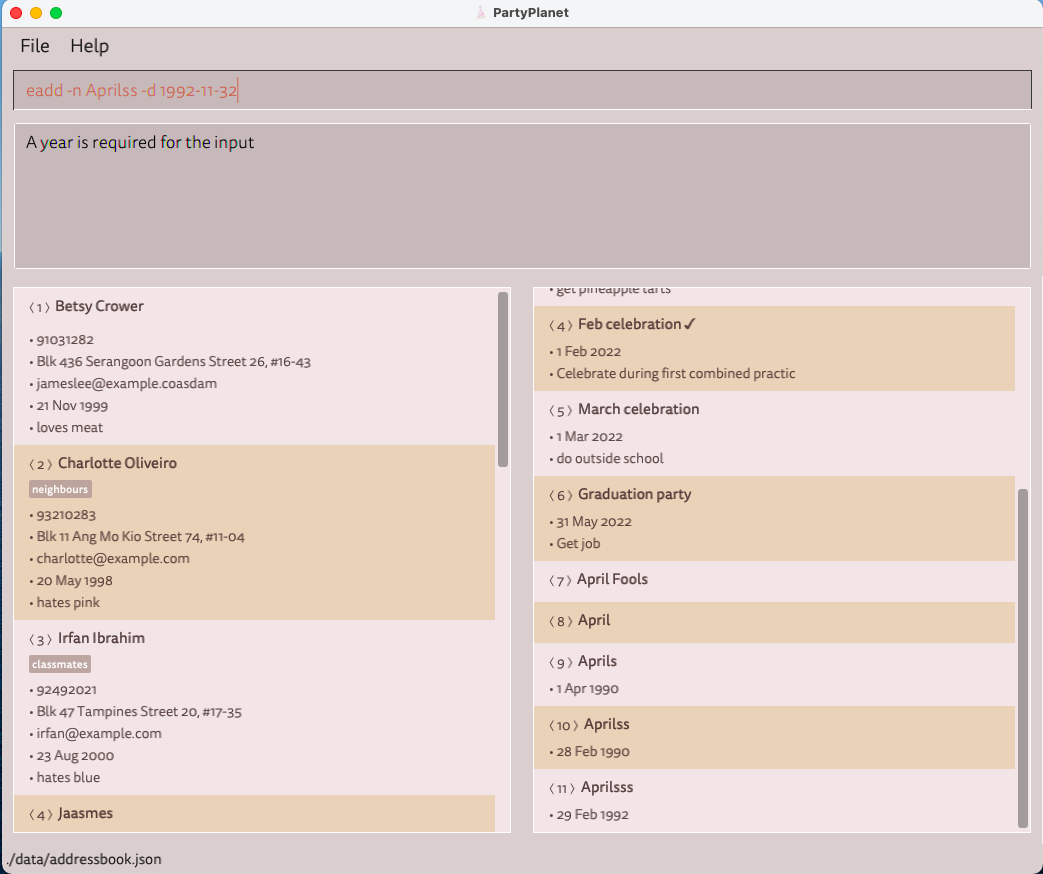 PartyPlanet
File Help
eadd -n Aprilss -d 1992-11-32
A year is required for the input
〈 1 〉 Betsy Crower
• 91031282
• Blk 436 Serangoon Gardens Street 26, #16-43
• jameslee@example.coasdam
• 21 Nov 1999
• loves meat
〈 2 〉 Charlotte Oliveiro
neighbours
• 93210283
• Blk 11 Ang Mo Kio Street 74, #11-04
• charlotte@example.com
• 20 May 1998
• hates pink
〈 3 〉 Irfan Ibrahim
classmates
• 92492021
• Blk 47 Tampines Street 20, #17-35
• irfan@example.com
• 23 Aug 2000
• hates blue
〈 4 〉 Jaasmes
• get pineapple tarts
〈 4 〉 Feb celebration ✓
• 1 Feb 2022
• Celebrate during first combined practic
〈 5 〉 March celebration
• 1 Mar 2022
• do outside school
〈 6 〉 Graduation party
• 31 May 2022
• Get job
〈 7 〉 April Fools
〈 8 〉 April
〈 9 〉 Aprils
• 1 Apr 1990
〈 10 〉 Aprilss
• 28 Feb 1990
〈 11 〉 Aprilsss
• 29 Feb 1992
./data/addressbook.json